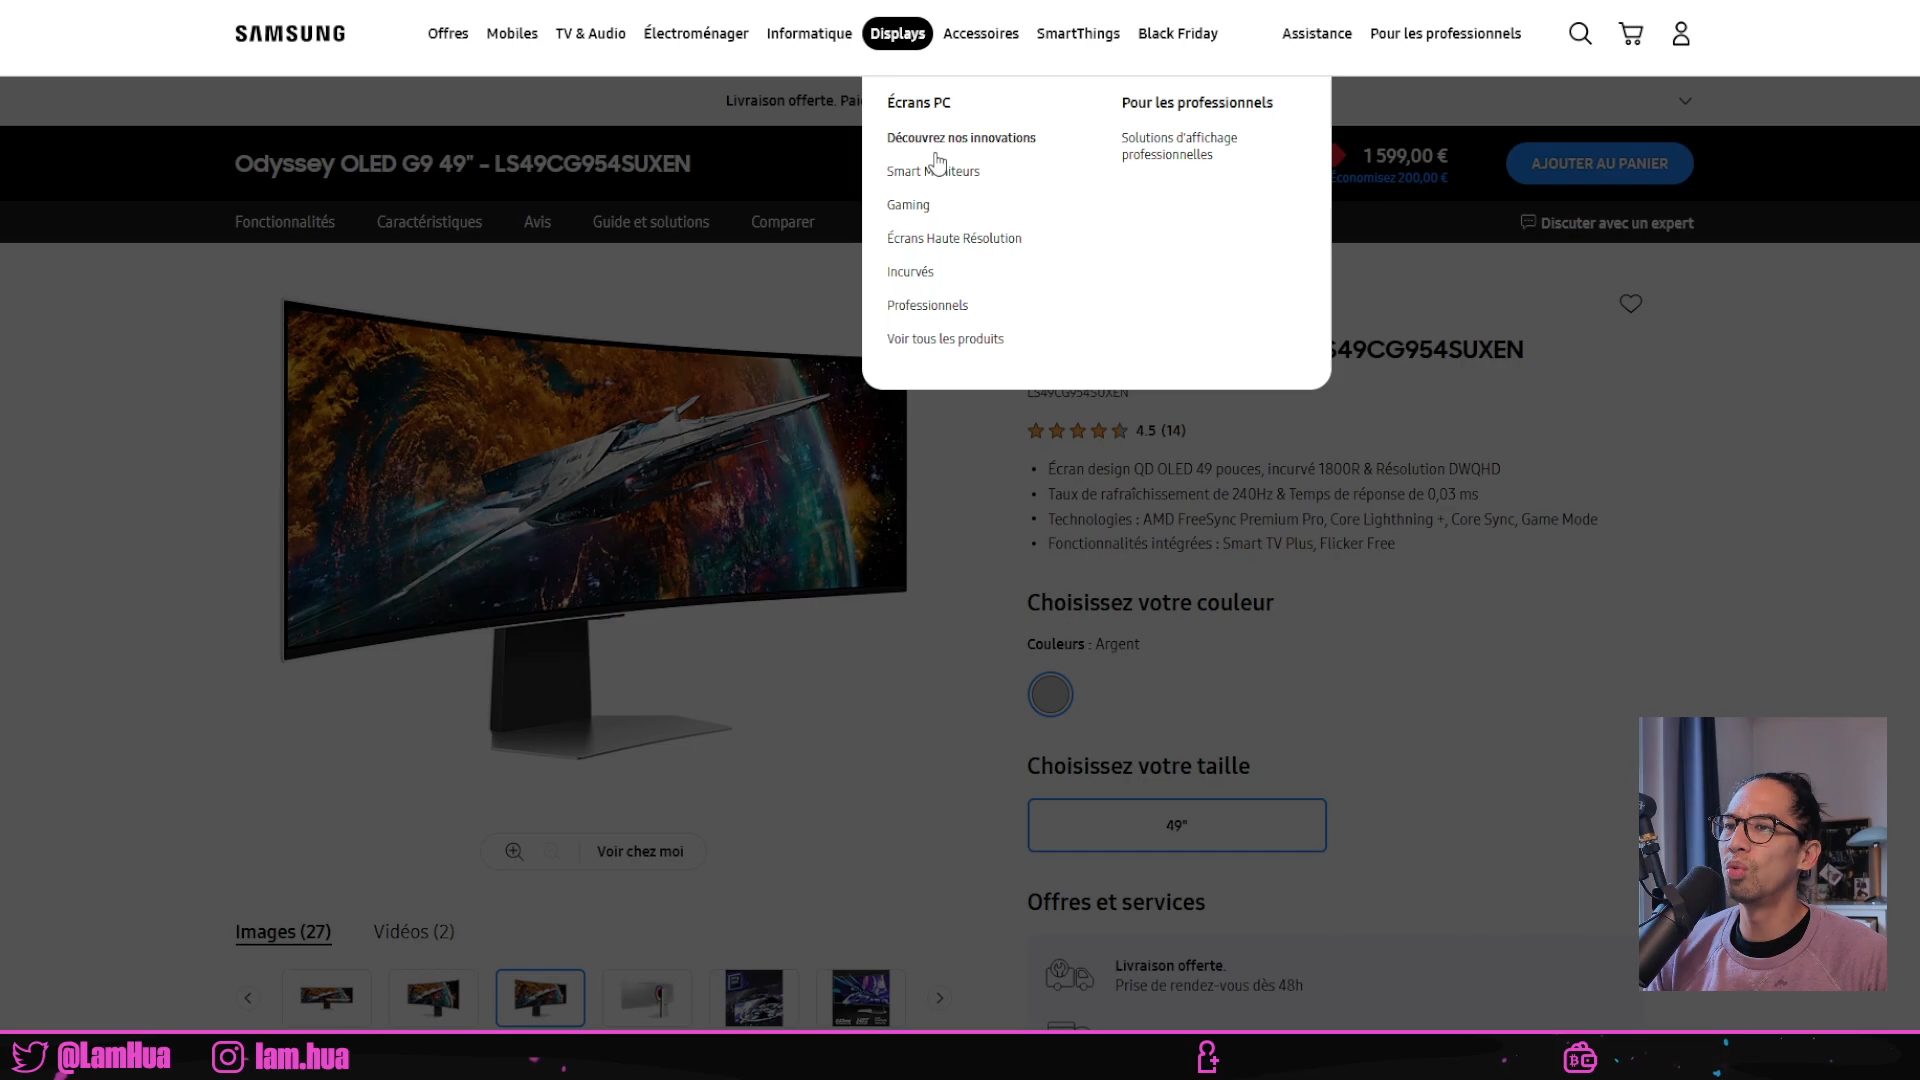 SAMSUNG
Offres Mobiles TV & Audio Électroménager Informatique Displays Accessoires SmartThings Black Friday Assistance Pour les professionnels
Livraison offerte.
Écrans PC
Découvrez nos innovations
Smart Moniteurs
Gaming
Écrans Haute Résolution
Incurvés
Professionnels
Voir tous les produits
Pour les professionnels
Solutions d'affichage
professionnelles
Odyssey OLED G9 49" - LS49CG954SUXEN
1 599,00 €
Économisez 200,00 €
AJOUTER AU PANIER
Fonctionnalités Caractéristiques Avis Guide et solutions Comparer
Discuter avec un expert
S49CG954SUXEN
LS49CG954SUXEN
4.5 (14)
• Écran design QD OLED 49 pouces, incurvé 1800R & Résolution DWQHD
• Taux de rafraîchissement de 240Hz & Temps de réponse de 0,03 ms
• Technologies : AMD FreeSync Premium Pro, Core Lighthning +, Core Sync, Game Mode
• Fonctionnalités intégrées : Smart TV Plus, Flicker Free
Choisissez votre couleur
Couleurs : Argent
Choisissez votre taille
49"
Voir chez moi
Offres et services
Images (27) Vidéos (2)
Livraison offerte.
Prise de rendez-vous dès 48h
@LamHua lam.hua